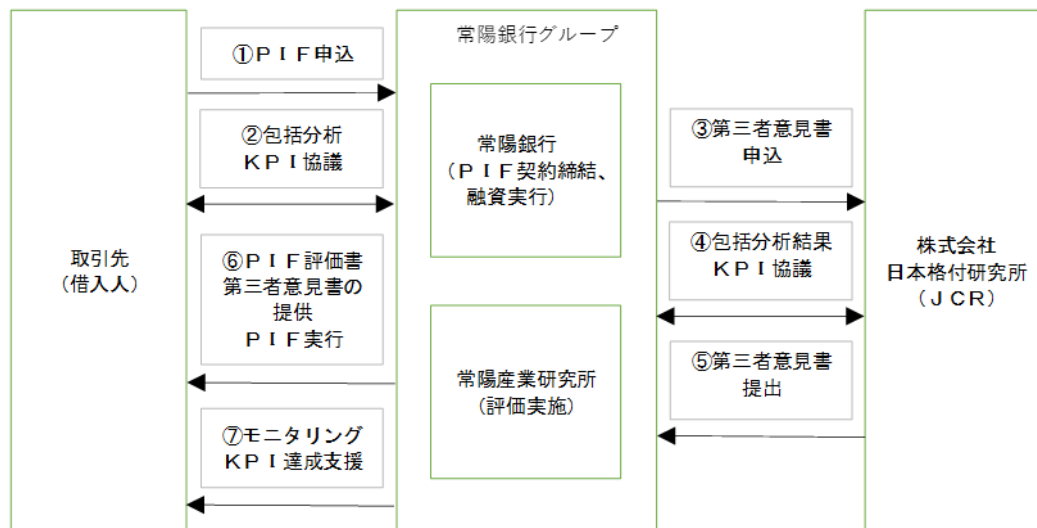 常陽銀行グループ
①ＰＩＦ申込
②包括分析
ＫＰＩ協議
常陽銀行
（ＰＩＦ契約締結、
融資実行）
③第三者意見書
申込
取引先
（借入人）
⑥ＰＩＦ評価書
第三者意見書の
提供
ＰＩＦ実行
④包括分析結果
ＫＰＩ協議
株式会社
日本格付研究所
（ＪＣＲ）
常陽産業研究所
（評価実施）
⑤第三者意見書
提出
⑦モニタリング
ＫＰＩ達成支援